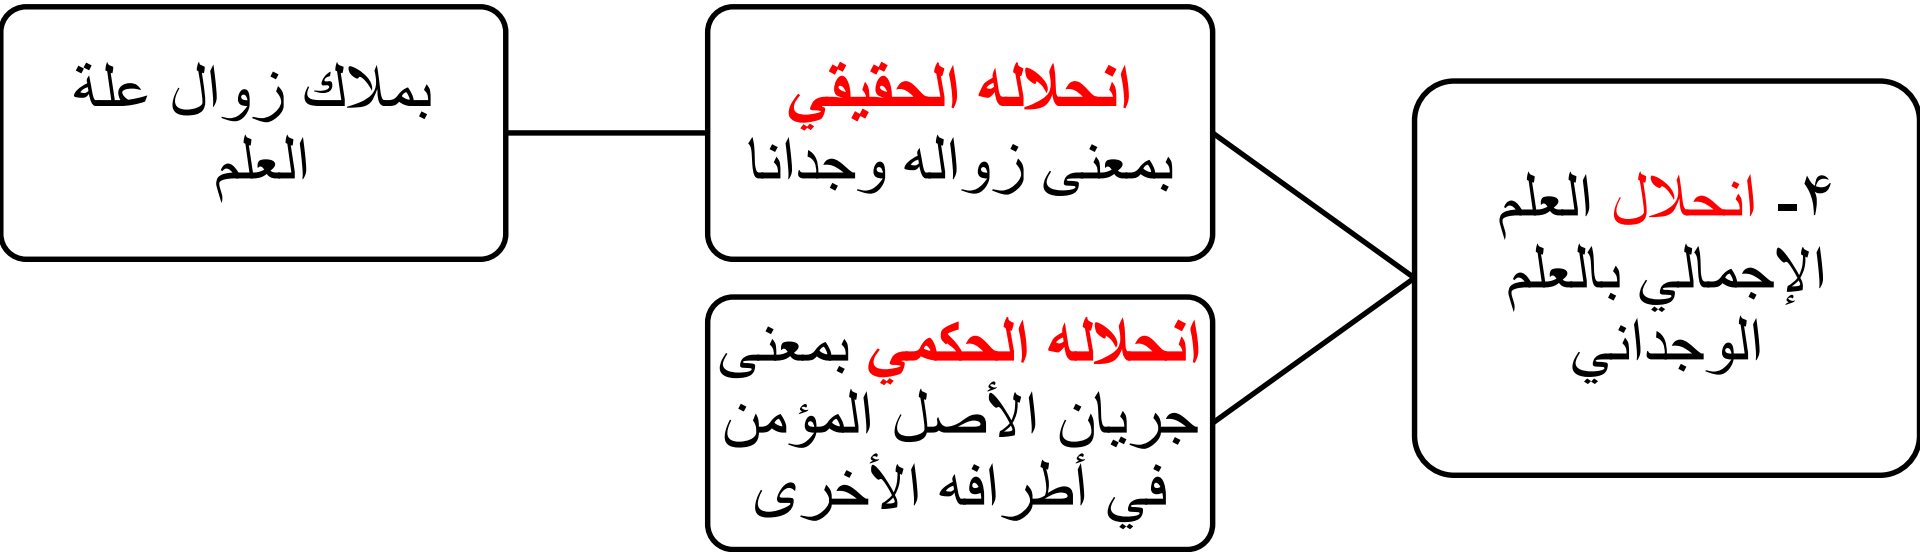 ۴- انحلال العلم
الإجمالي بالعلم
الوجداني
انحلاله الحقيقي
بمعنى زواله وجدانا
بملاك زوال علة
العلم
انحلاله الحكمي بمعنى
جريان الأصل المؤمن
في أطرافه الأخرى